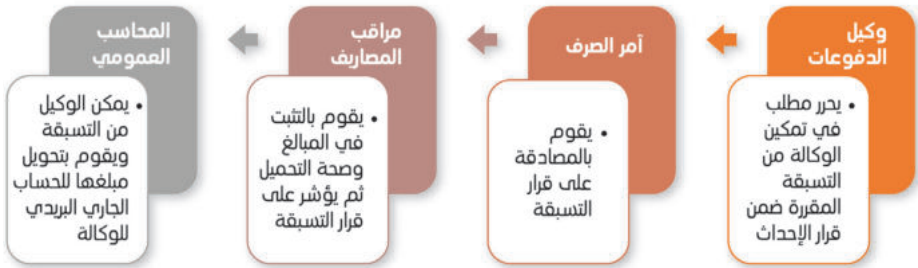 وكيل
الدفوعات
• يحرر مطلب
في تمكين
الوكالة من
التسبقة
المقررة ضمن
قرار الإحداث
آمر الصرف
• يقوم
بالمصادقة
على قرار
التسبقة
مراقب
المصاريف
• يقوم بالتثبت
في المبالغ
وصحة التحميل
ثم يؤشر على
قرار التسبقة
المحاسب
العمومي
• يمكن الوكيل
من التسبقة
ويقوم بتحويل
مبلغها للحساب
الجاري البريدي
للوكالة